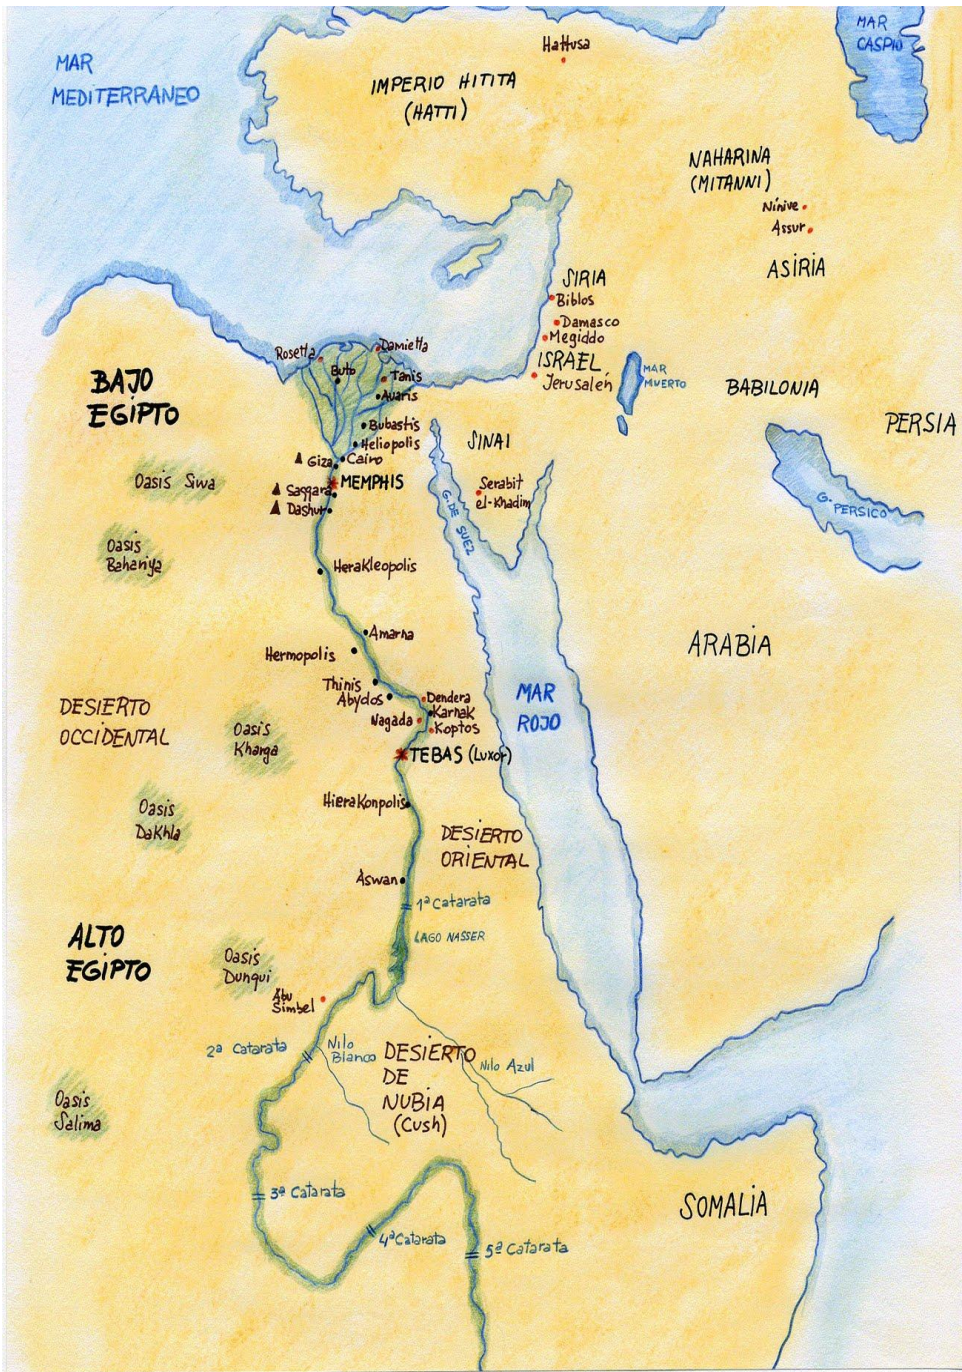 MAR
CASPIO
Hattusa
MAR
MEDITERRANEO
IMPERIO HITITA
(HATTI)
NAHARINA
(MITANNI)
Nínive
Assur
ASIRIA
SIRIA
Biblos
Damasco
Megiddo
ISRAEL
Jerusalén
MAR
MUERTO
BABILONIA
PERSIA
G. PERSICO
Rosetta
Damietta
Buto
Tanis
Avaris
Bubastis
Heliopolis
Cairo
Giza
MEMPHIS
Saqqara
Dashur
BAJO
EGIPTO
SINAI
Serabit
el-Khadim
G. DE SUEZ
Oasis Siwa
Oasis
Bahariya
Herakleopolis
Amarna
Hermopolis
Thinis
Abydos
Dendera
Karnak
Nagada
Koptos
TEBAS (Luxor)
ARABIA
MAR
ROJO
DESIERTO
OCCIDENTAL
Oasis
Kharga
Oasis
Dakhla
Hierakonpolis
DESIERTO
ORIENTAL
Aswan
1ª Catarata
LAGO NASSER
ALTO
EGIPTO
Oasis
Dunqui
Abu
Simbel
2ª Catarata
Nilo
Blanco
DESIERTO
DE
NUBIA
(Cush)
Nilo Azul
Oasis
Salima
3ª Catarata
4ª Catarata
5ª Catarata
SOMALIA